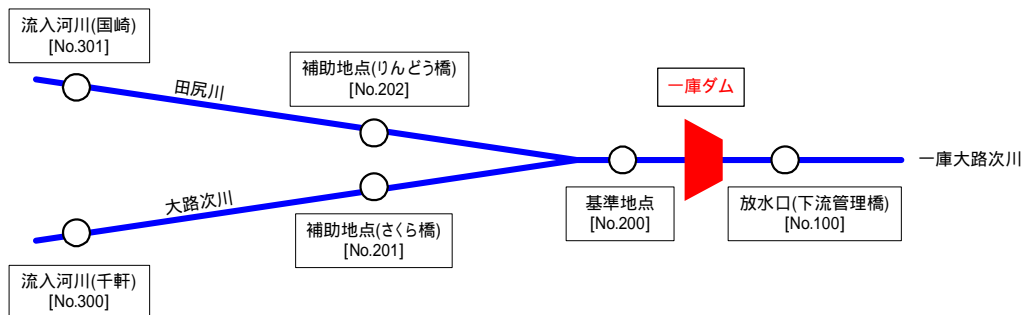 流入河川(国崎)
[No.301]
田尻川
補助地点(りんどう橋)
[No.202]
一庫ダム
一庫大路次川
大路次川
補助地点(さくら橋)
[No.201]
基準地点
[No.200]
放水口(下流管理橋)
[No.100]
流入河川(千軒)
[No.300]